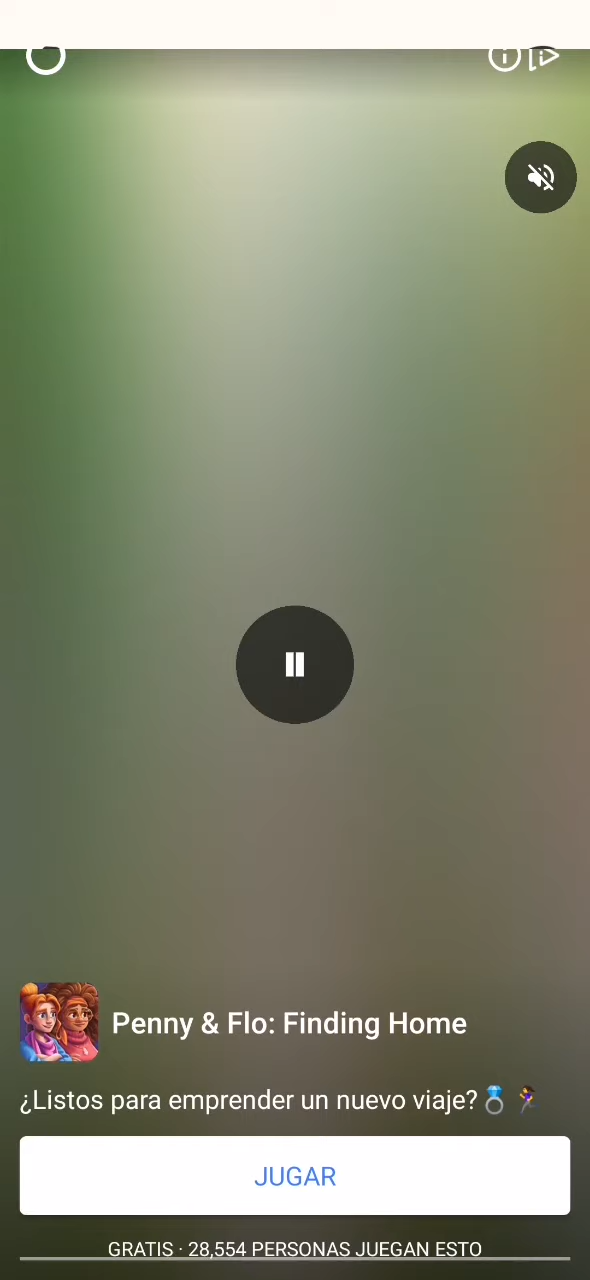 Penny & Flo: Finding Home
¿Listos para emprender un nuevo viaje?💍🏃‍♀️
JUGAR
GRATIS · 28,554 PERSONAS JUEGAN ESTO